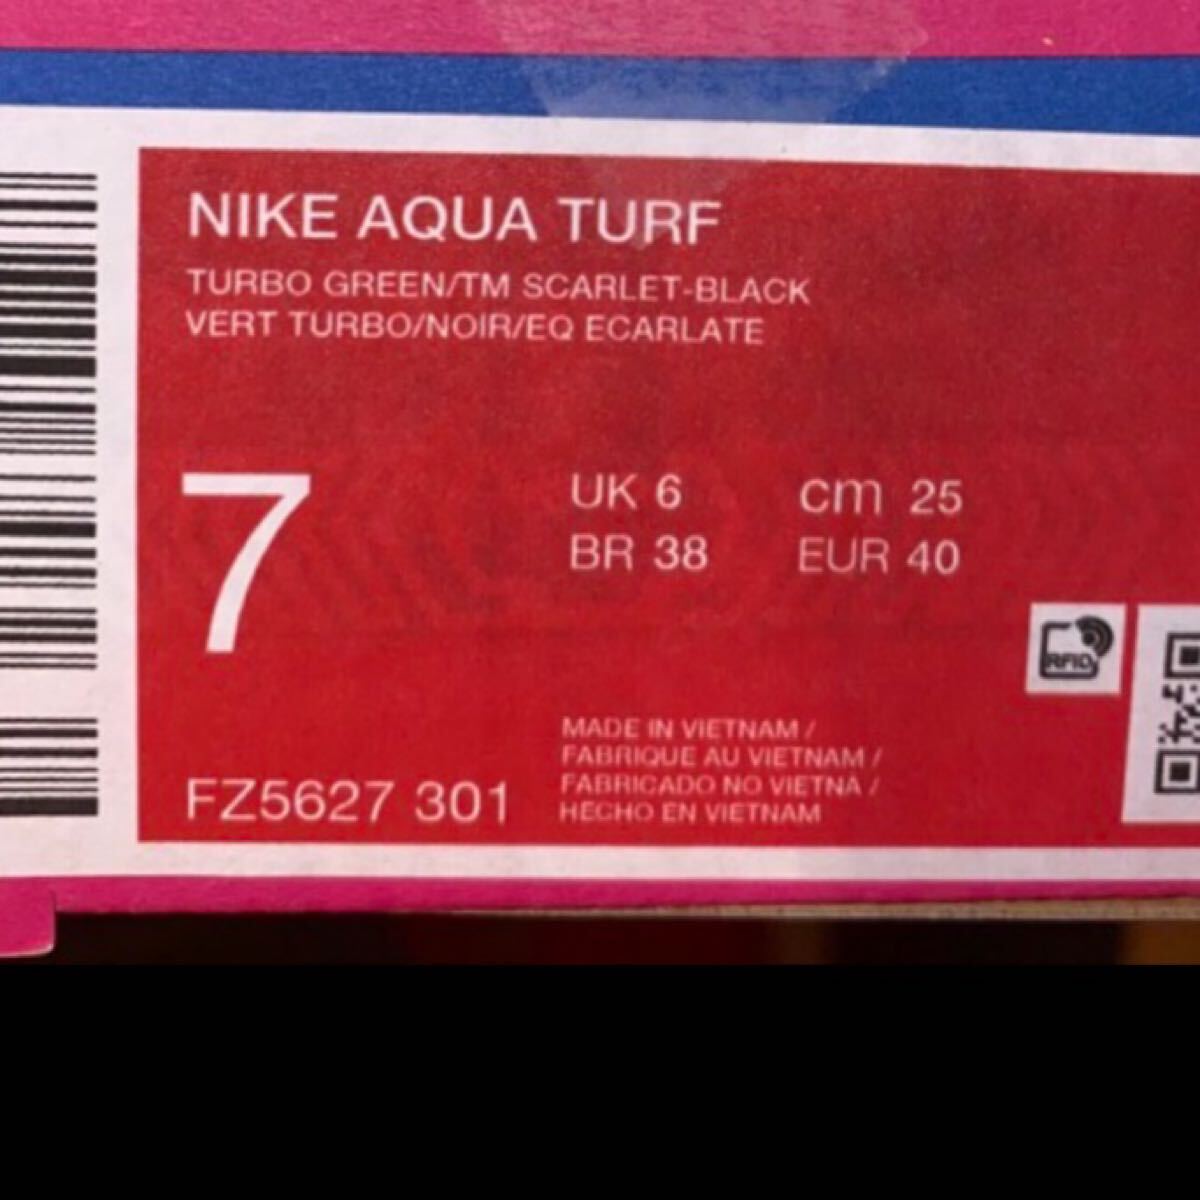 NIKE AQUA TURF
TURBO GREEN/TM SCARLET-BLACK
VERT TURBO/NOIR/EQ ECARLATE
7
UK 6 cm 25
BR 38 EUR 40
RFID
MADE IN VIETNAM /
FABRIQUE AU VIETNAM /
FABRICADO NO VIETNA /
HECHO EN VIETNAM
FZ5627 301